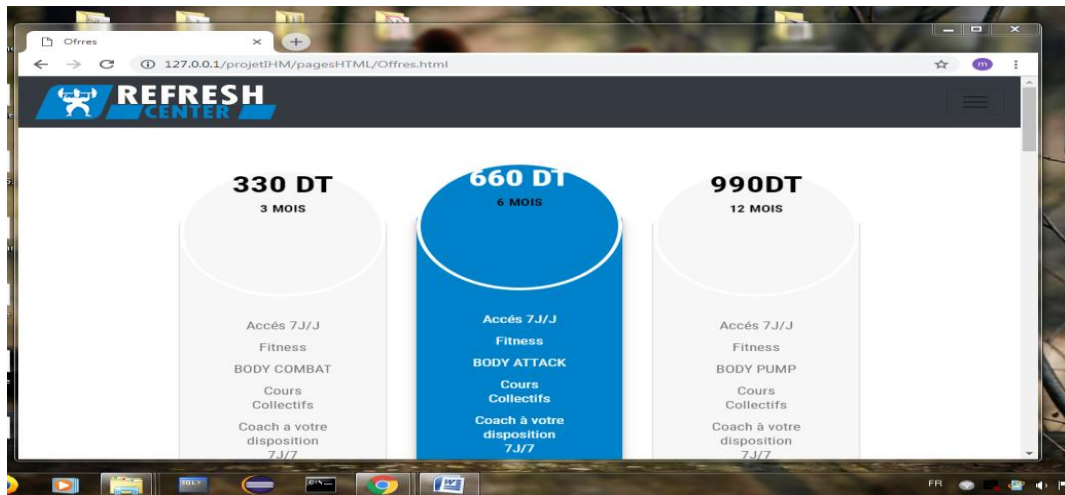 Ofrres
127.0.0.1/projetIHM/pagesHTML/Offres.html
m
REFRESH
CENTER
330 DT
3 MOIS
Accés 7J/J
Fitness
BODY COMBAT
Cours
Collectifs
Coach a votre
disposition
7J/7
660 DT
6 MOIS
Accés 7J/J
Fitness
BODY ATTACK
Cours
Collectifs
Coach à votre
disposition
7J/7
990DT
12 MOIS
Accés 7J/J
Fitness
BODY PUMP
Cours
Collectifs
Coach à votre
disposition
7J/7
SQL>
FR